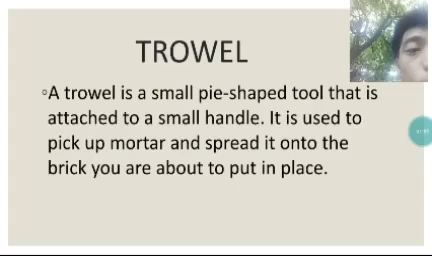 TROWEL
◦A trowel is a small pie-shaped tool that is
attached to a small handle. It is used to
pick up mortar and spread it onto the
brick you are about to put in place.